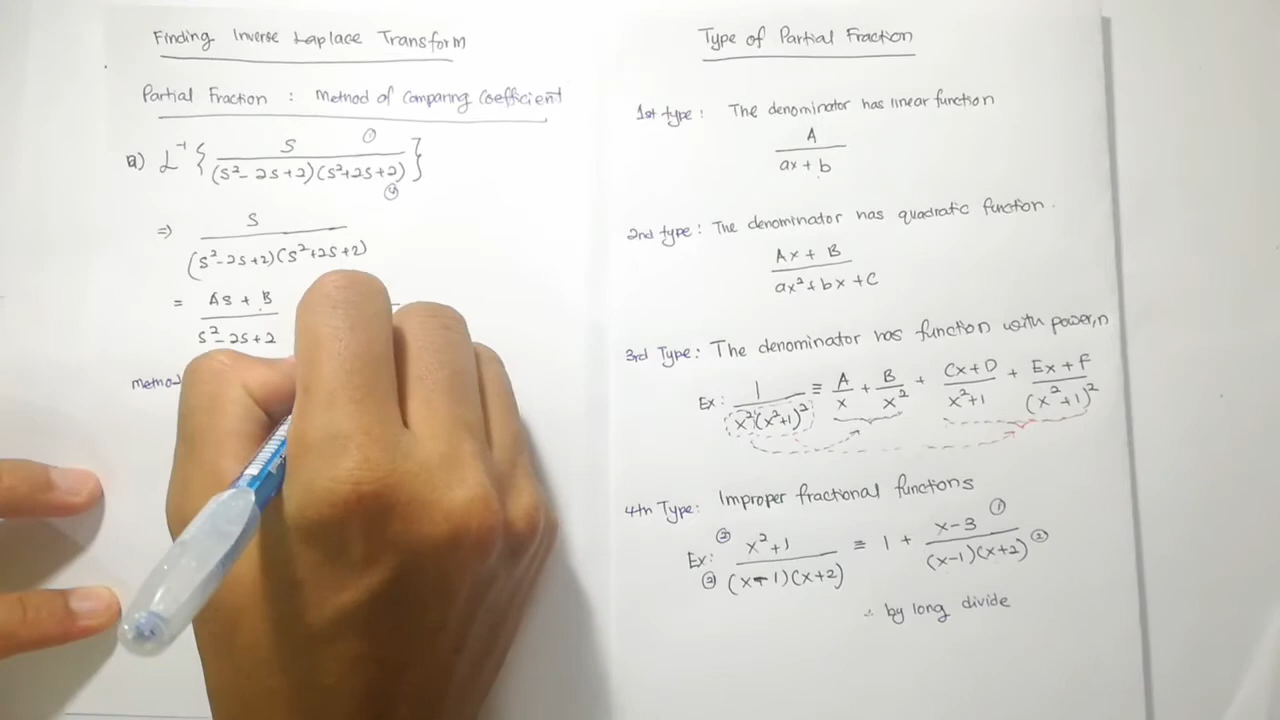 Finding Inverse Laplace Transform
Partial Fraction : Method of Comparing Coefficient
a) L⁻¹ { s / (s²-2s+2)(s²+2s+2) } ① ④
⇒ s / (s²-2s+2)(s²+2s+2)
= As + B / s²-2s+2
Type of Partial Fraction
1st type : The denominator has linear function
A / ax + b
2nd type : The denominator has quadratic function.
Ax + B / ax² + bx + C
3rd Type : The denominator has function with power, n
Ex : 1 / x²(x²+1)² ≡ A / x + B / x² + Cx+D / x²+1 + Ex+F / (x²+1)²
4th Type : Improper fractional functions
Ex : ② x²+1 / ② (x-1)(x+2) ≡ 1 + x-3 ① / (x-1)(x+2) ②
∴ by long divide